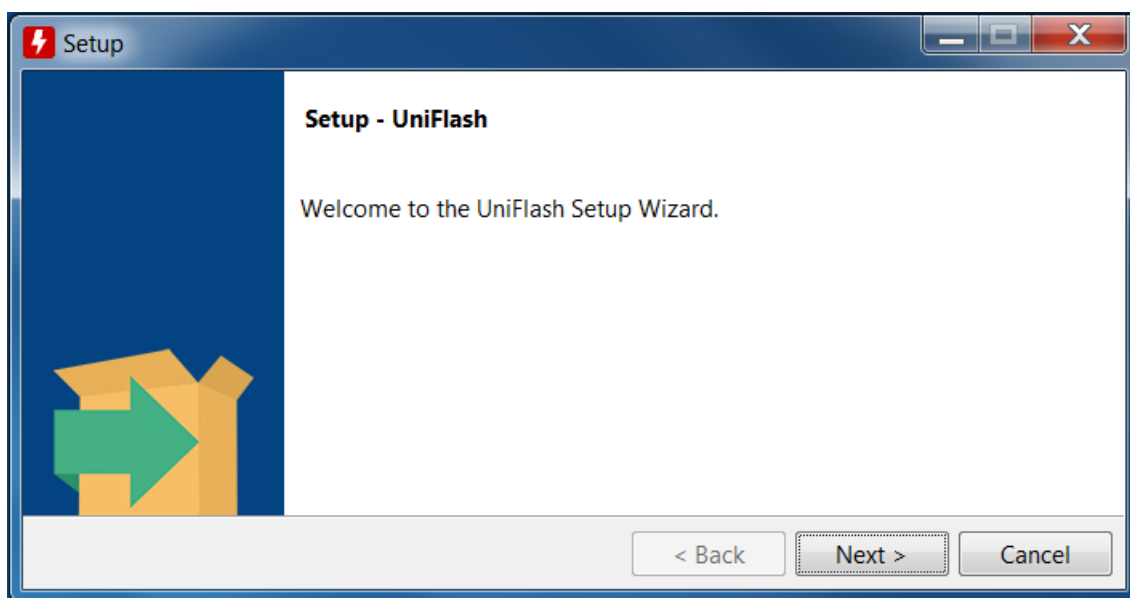 Setup
Setup - UniFlash
Welcome to the UniFlash Setup Wizard.
< Back Next > Cancel